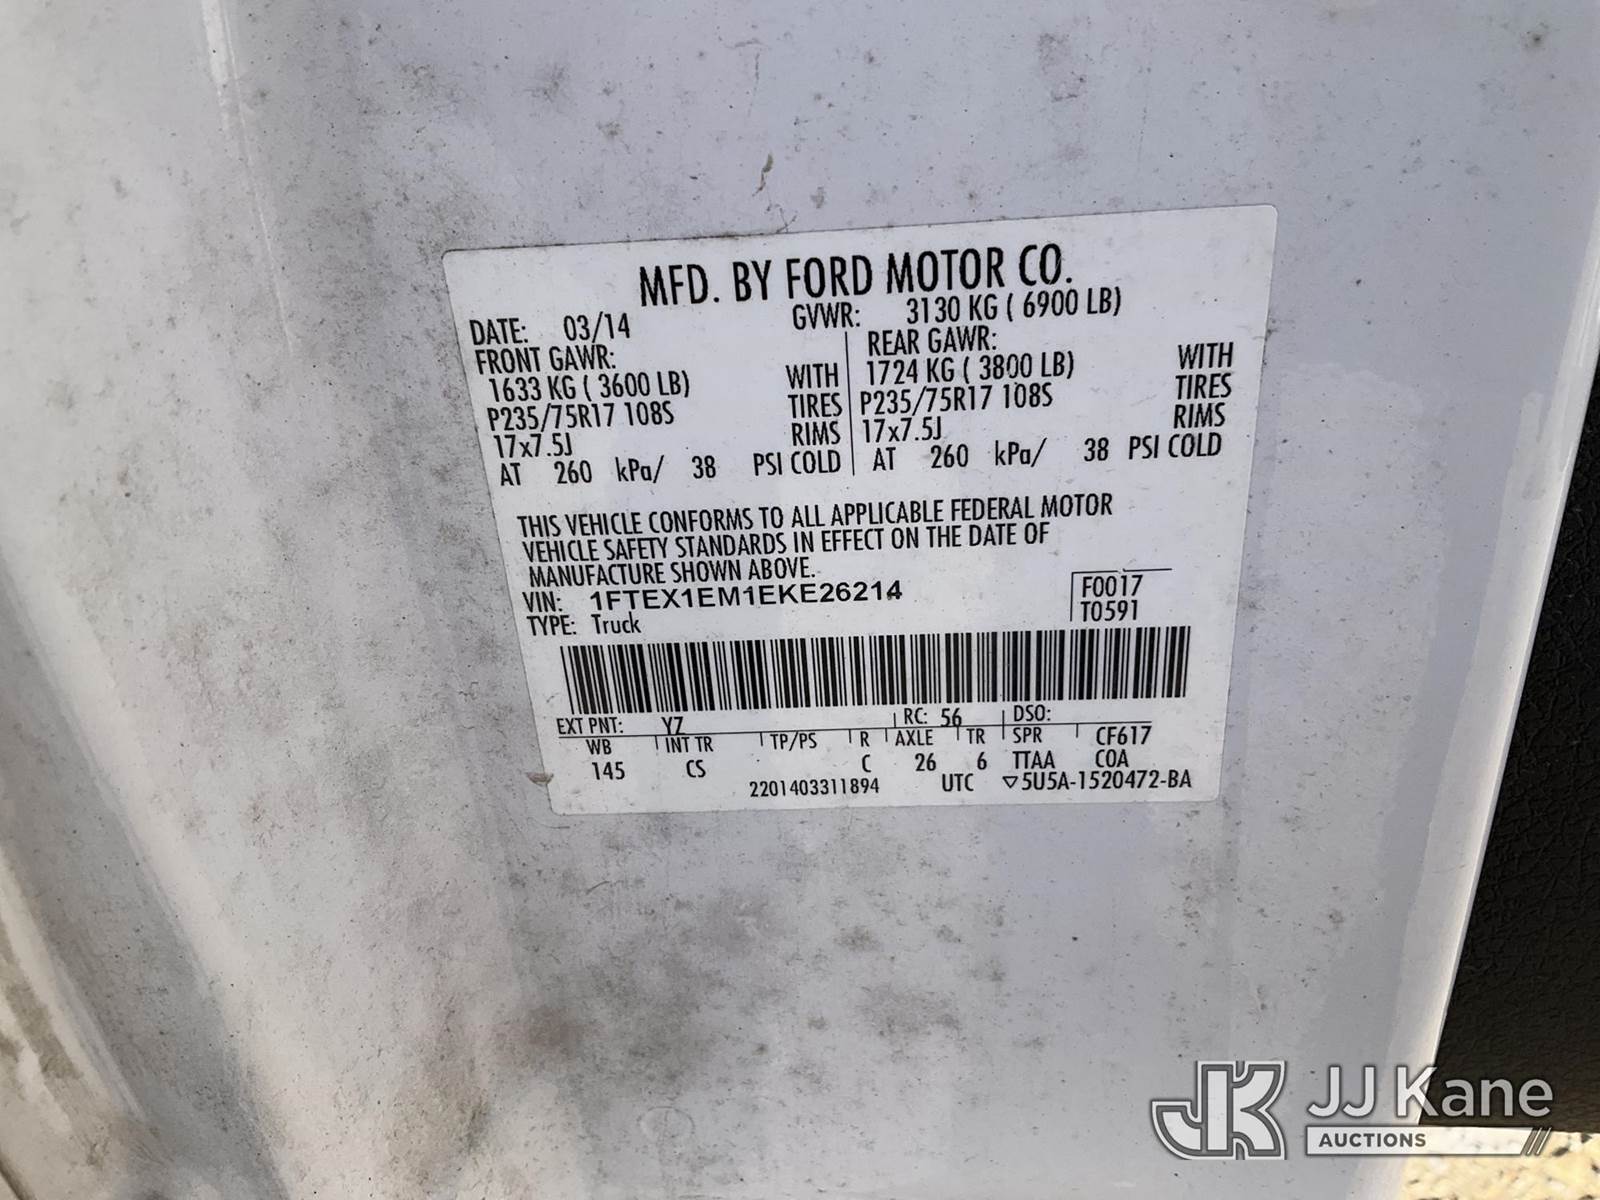 MFD. BY FORD MOTOR CO.
DATE: 03/14 GVWR: 3130 KG ( 6900 LB)
FRONT GAWR: REAR GAWR:
1633 KG ( 3600 LB) WITH 1724 KG ( 3800 LB) WITH
P235/75R17 108S TIRES P235/75R17 108S TIRES
17x7.5J RIMS 17x7.5J RIMS
AT 260 kPa/ 38 PSI COLD AT 260 kPa/ 38 PSI COLD
THIS VEHICLE CONFORMS TO ALL APPLICABLE FEDERAL MOTOR
VEHICLE SAFETY STANDARDS IN EFFECT ON THE DATE OF
MANUFACTURE SHOWN ABOVE.
VIN: 1FTEX1EM1EKE26214 F0017
TYPE: Truck T0591
EXT PNT: YZ RC: 56 DSO:
WB INT TR TP/PS R AXLE TR SPR CF617
145 CS C 26 6 TTAA COA
2201403311894 UTC ▽5U5A-1520472-BA
JK JJ Kane
AUCTIONS